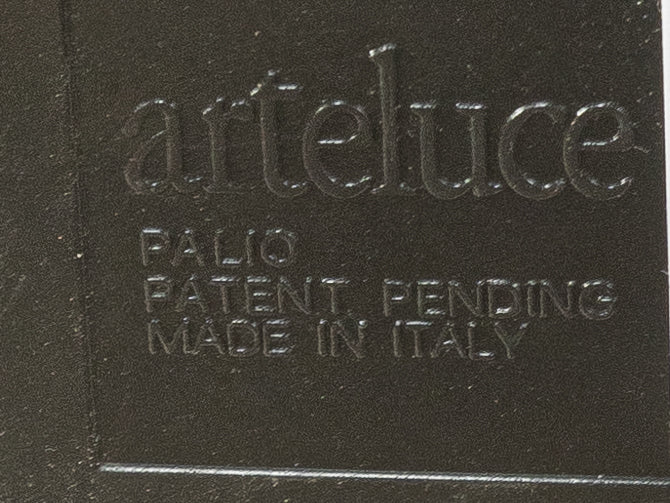 arteluce
PALIO
PATENT PENDING
MADE IN ITALY